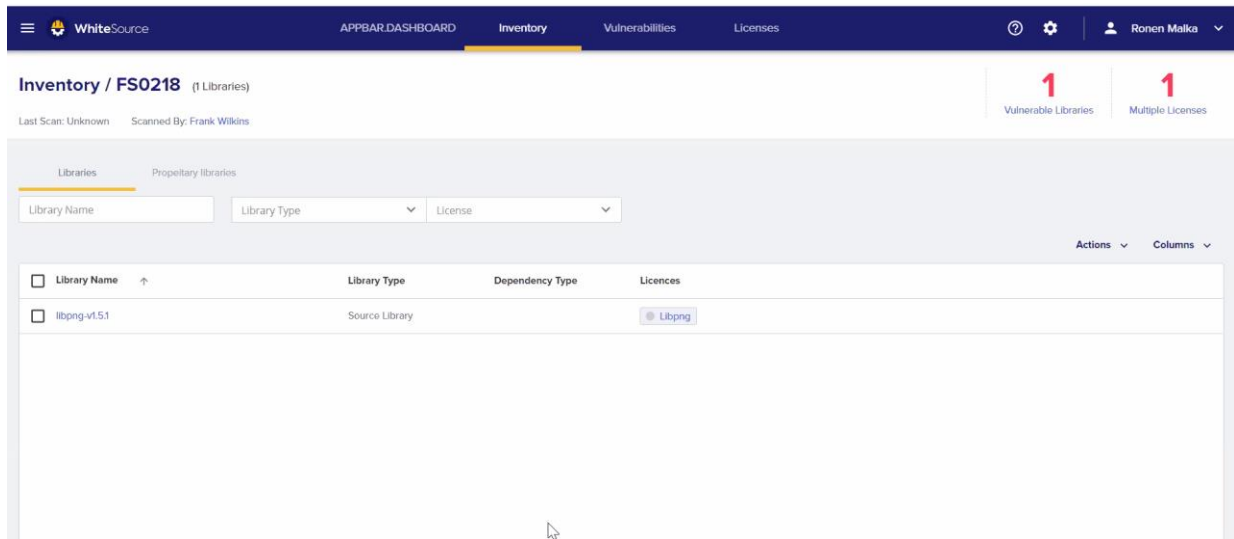 WhiteSource APPBAR.DASHBOARD Inventory Vulnerabilities Licenses Ronen Malka
Inventory / FS0218 (1 Libraries)
1 1
Vulnerable Libraries Multiple Licenses
Last Scan: Unknown Scanned By: Frank Wilkins
Libraries Propeitary libraries
Library Name Library Type License
Actions Columns
Library Name Library Type Dependency Type Licences
libpng-v1.5.1 Source Library Libpng